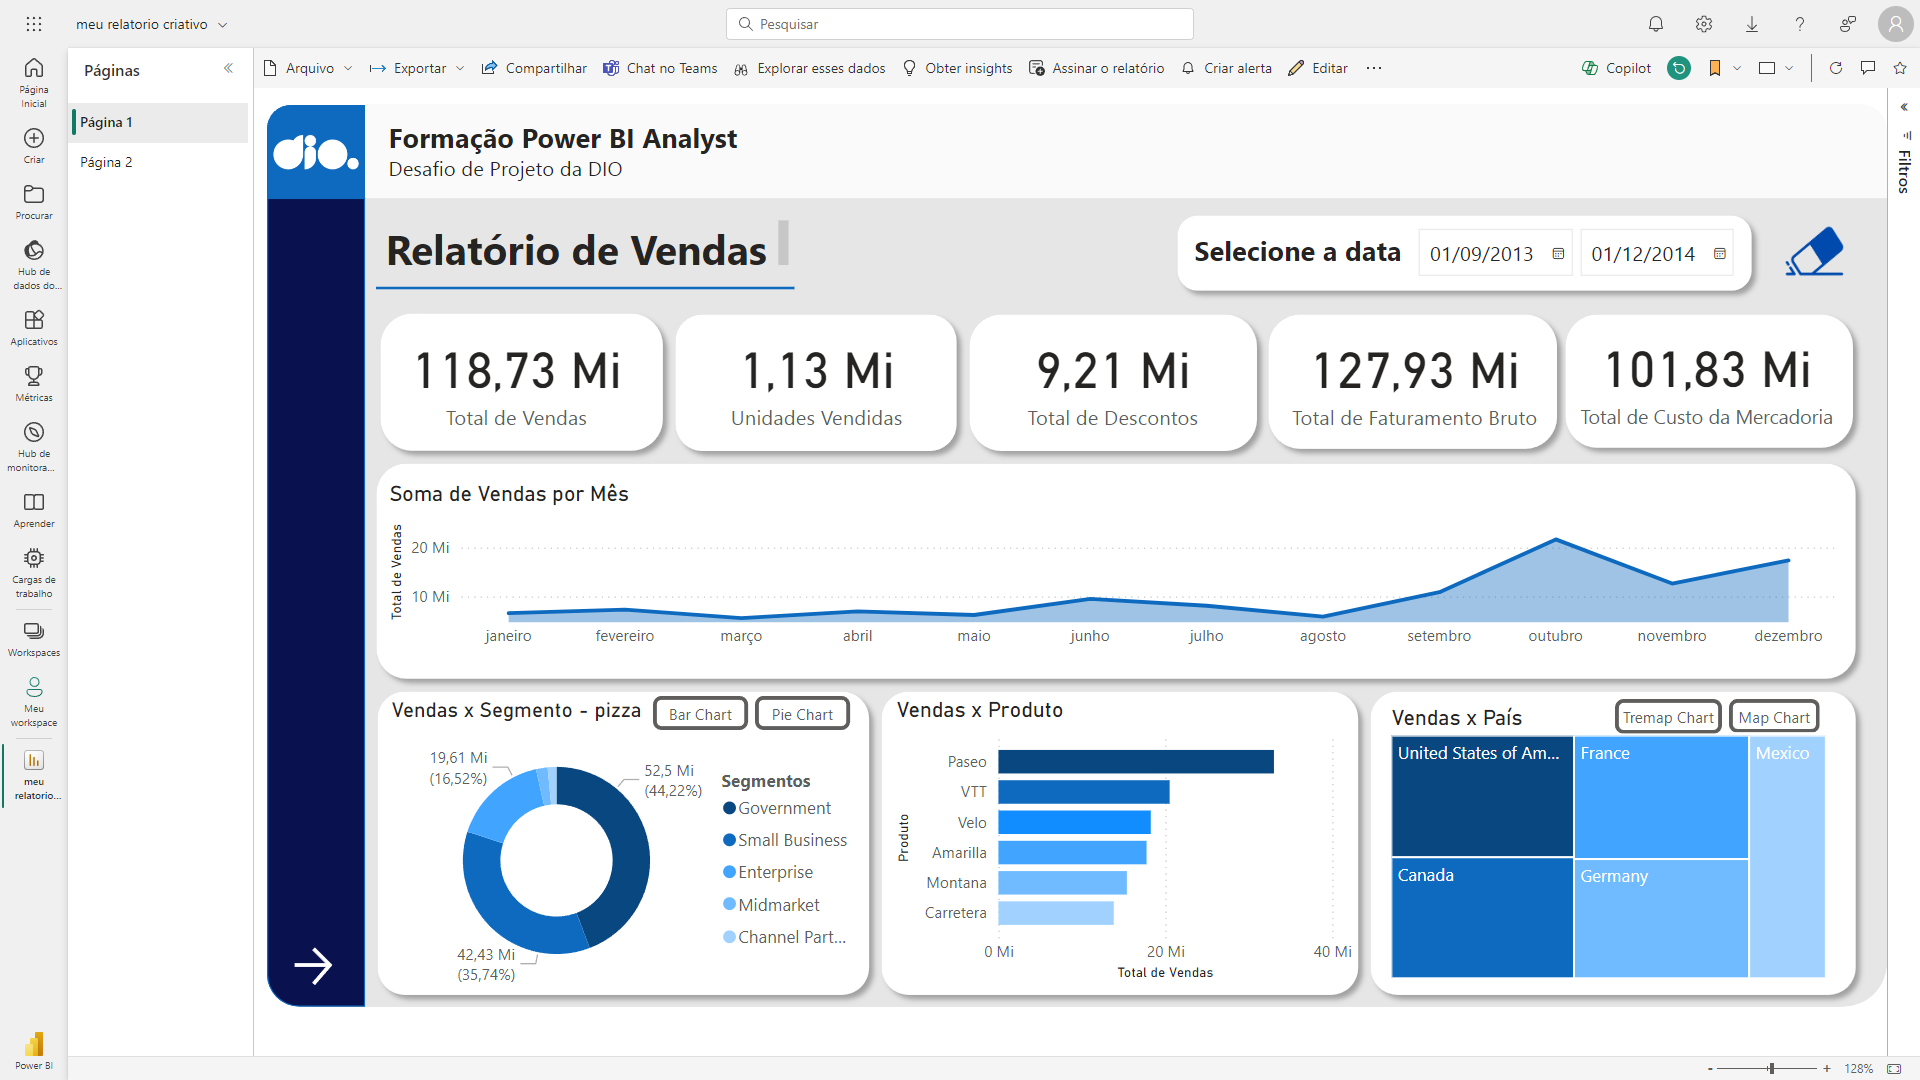 meu relatorio criativo
Pesquisar
Página
Inicial
Criar
Procurar
Hub de
dados do...
Aplicativos
Métricas
Hub de
monitora...
Aprender
Cargas de
trabalho
Workspaces
Meu
workspace
meu
relatorio...
Power BI
Páginas
Página 1
Página 2
Arquivo
Exportar
Compartilhar
Chat no Teams
Explorar esses dados
Obter insights
Assinar o relatório
Criar alerta
Editar
Copilot
Filtros
dio.
Formação Power BI Analyst
Desafio de Projeto da DIO
Relatório de Vendas
Selecione a data
01/09/2013
01/12/2014
118,73 Mi
Total de Vendas
1,13 Mi
Unidades Vendidas
9,21 Mi
Total de Descontos
127,93 Mi
Total de Faturamento Bruto
101,83 Mi
Total de Custo da Mercadoria
Soma de Vendas por Mês
Total de Vendas
20 Mi
10 Mi
janeiro
fevereiro
março
abril
maio
junho
julho
agosto
setembro
outubro
novembro
dezembro
Vendas x Segmento - pizza
Bar Chart
Pie Chart
19,61 Mi
(16,52%)
52,5 Mi
(44,22%)
42,43 Mi
(35,74%)
Segmentos
Government
Small Business
Enterprise
Midmarket
Channel Part...
Vendas x Produto
Produto
Paseo
VTT
Velo
Amarilla
Montana
Carretera
0 Mi
20 Mi
40 Mi
Total de Vendas
Vendas x País
Tremap Chart
Map Chart
United States of Am...
France
Mexico
Canada
Germany
- + 128%